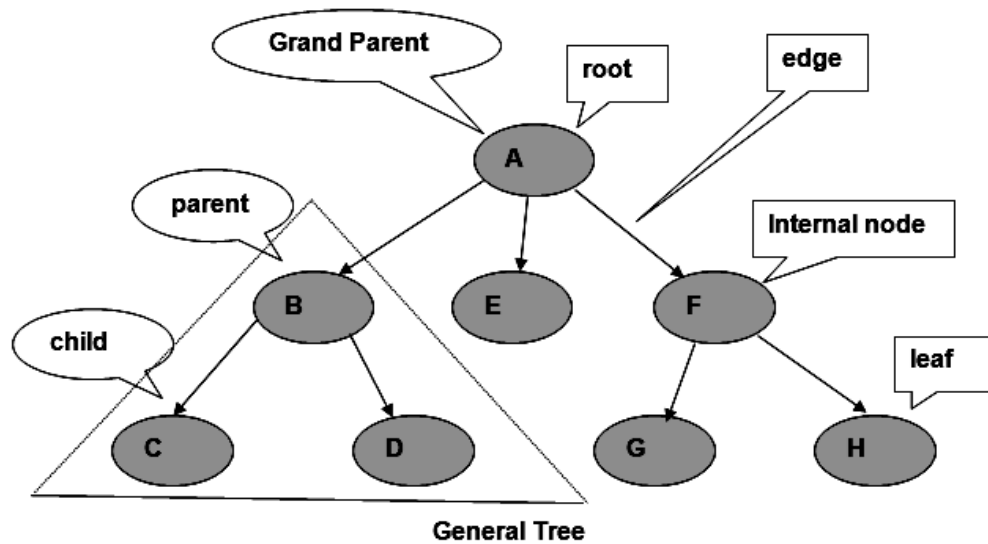 Grand Parent
root
edge
A
parent
Internal node
B
E
F
child
leaf
C
D
G
H
General Tree